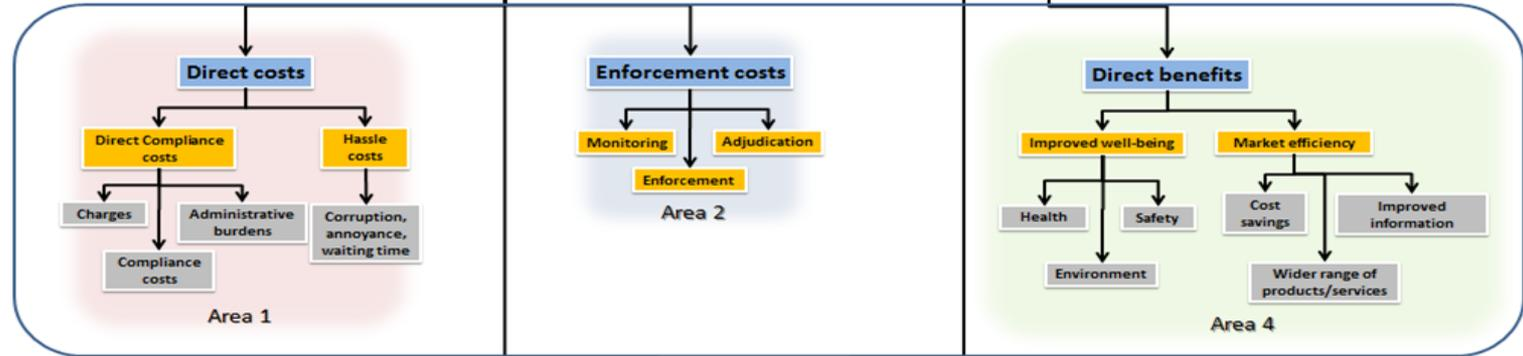 Direct costs
Direct Compliance
costs
Hassle
costs
Charges
Administrative
burdens
Compliance
costs
Corruption,
annoyance,
waiting time
Area 1
Enforcement costs
Monitoring
Adjudication
Enforcement
Area 2
Direct benefits
Improved well-being
Market efficiency
Health
Safety
Environment
Cost
savings
Improved
information
Wider range of
products/services
Area 4